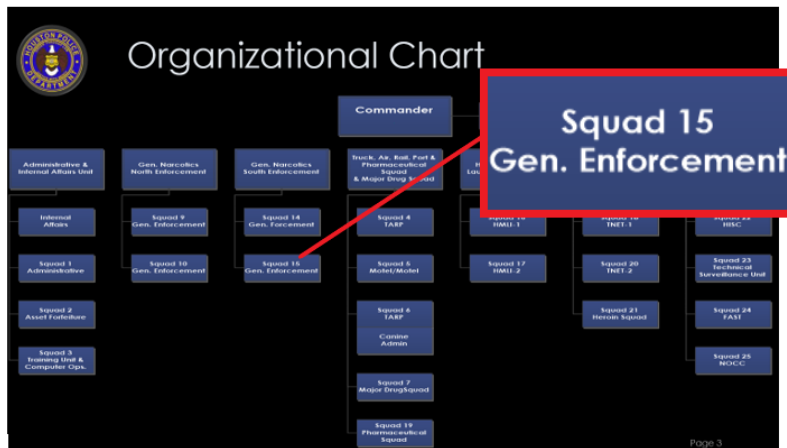 HOUSTON POLICE
DEPARTMENT
Organizational Chart
Commander
Squad 15
Gen. Enforcement
Administrative &
Internal Affairs Unit
Gen. Narcotics
North Enforcement
Gen. Narcotics
South Enforcement
Truck, Air, Rail, Port &
Pharmaceutical
Squad
& Major Drug Squad
Internal
Affairs
Squad 9
Gen. Enforcement
Squad 14
Gen. Forcement
Squad 4
TARP
HMU-1
TNET-1
HISC
Squad 1
Administrative
Squad 10
Gen. Enforcement
Squad 15
Gen. Enforcement
Squad 5
Motel/Motel
Squad 17
HMU-2
Squad 20
TNET-2
Squad 23
Technical
Surveillance Unit
Squad 2
Asset Forfeiture
Squad 6
TARP
Canine
Admin
Squad 21
Heroin Squad
Squad 24
FAST
Squad 3
Training Unit &
Computer Ops.
Squad 7
Major DrugSquad
Squad 25
NOCC
Squad 19
Pharmaceutical
Squad
Page 3